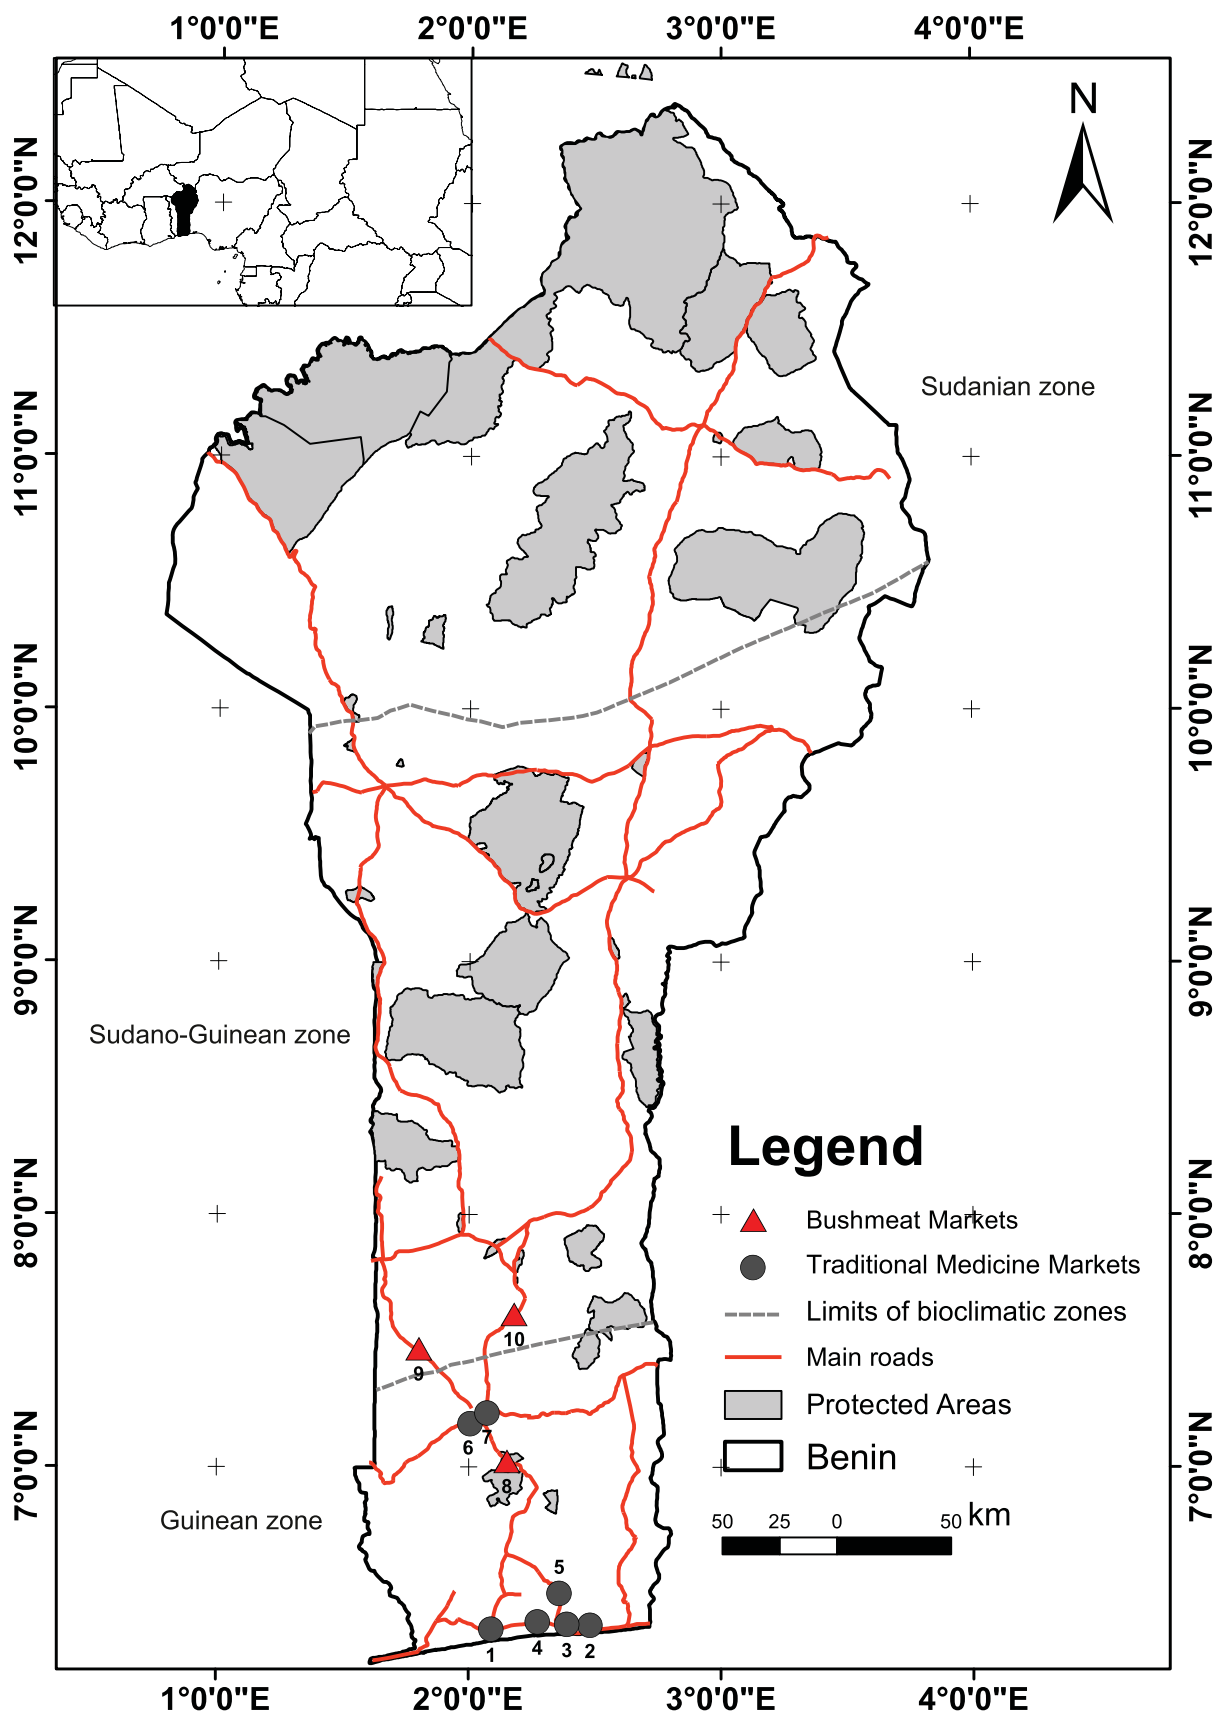 1°0'0"E 2°0'0"E 3°0'0"E 4°0'0"E
N
12°0'0"N 12°0'0"N
Sudanian zone
11°0'0"N 11°0'0"N
10°0'0"N 10°0'0"N
9°0'0"N 9°0'0"N
Sudano-Guinean zone
Legend
8°0'0"N 8°0'0"N
Bushmeat Markets
Traditional Medicine Markets
Limits of bioclimatic zones
Main roads
Protected Areas
Benin
10
9
7
6
7°0'0"N 7°0'0"N
8
Guinean zone
50 25 0 50 km
5
4 3 2
1
1°0'0"E 2°0'0"E 3°0'0"E 4°0'0"E